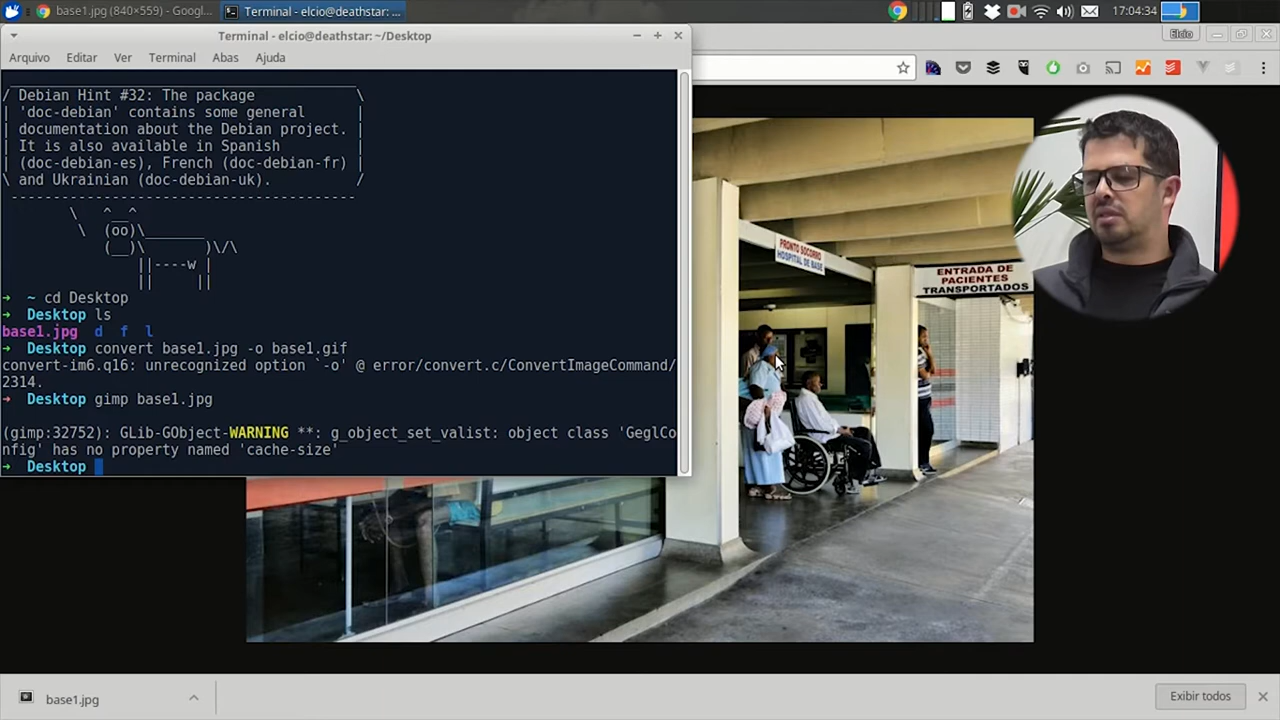 base1.jpg (840×559) - Googl...
Terminal - elcio@deathstar: ...
17:04:34
Terminal - elcio@deathstar: ~/Desktop
Elcio
Arquivo Editar Ver Terminal Abas Ajuda
/ Debian Hint #32: The package \
| 'doc-debian' contains some general |
| documentation about the Debian project. |
| It is also available in Spanish |
| (doc-debian-es), French (doc-debian-fr) |
\ and Ukrainian (doc-debian-uk). /
-----------------------------------------
\ ^__^
\ (oo)\_______
(__)\ )\/\
||----w |
|| ||
➜ ~ cd Desktop
➜ Desktop ls
base1.jpg d f l
➜ Desktop convert base1.jpg -o base1.gif
convert-im6.q16: unrecognized option `-o' @ error/convert.c/ConvertImageCommand/
2314.
➜ Desktop gimp base1.jpg
(gimp:32752): GLib-GObject-WARNING **: g_object_set_valist: object class 'GeglCo
nfig' has no property named 'cache-size'
➜ Desktop
PRONTO SOCORRO
HOSPITAL DE BASE
ENTRADA DE
PACIENTES
TRANSPORTADOS
base1.jpg
Exibir todos